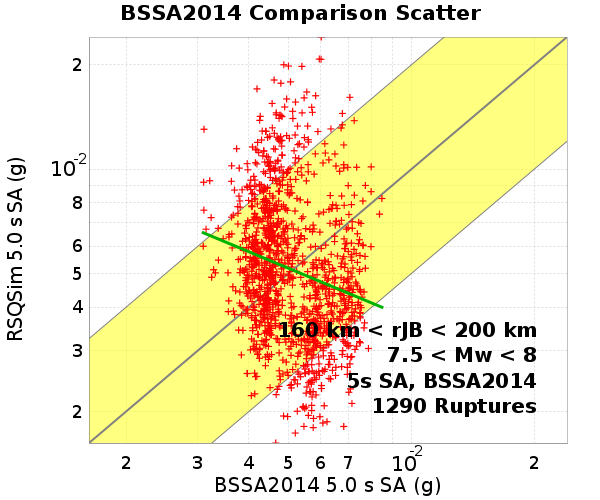 BSSA2014 Comparison Scatter
RSQSim 5.0 s SA (g)
2
10-2
8
7
6
5
4
3
2
160 km < rJB < 200 km
7.5 < Mw < 8
5s SA, BSSA2014
1290 Ruptures
2 3 4 5 6 7 10-2 2
BSSA2014 5.0 s SA (g)